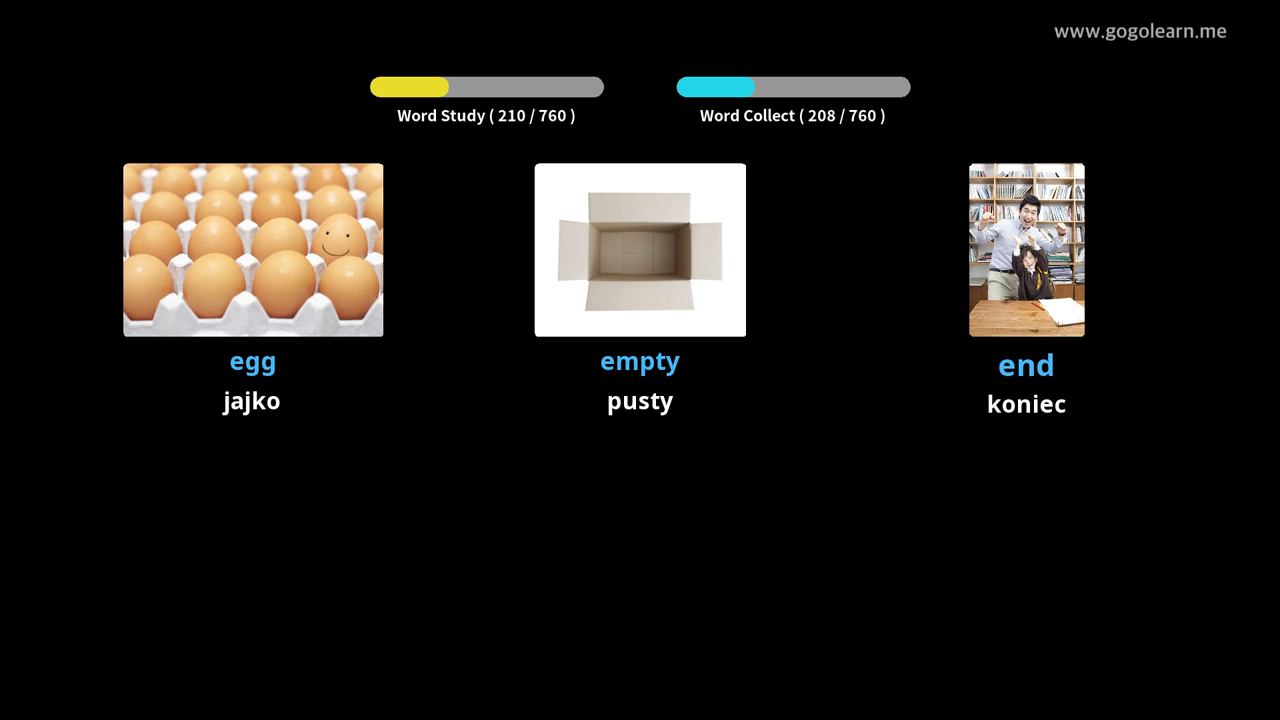 www.gogolearn.me
Word Study ( 210 / 760 )
Word Collect ( 208 / 760 )
egg
jajko
empty
pusty
end
koniec